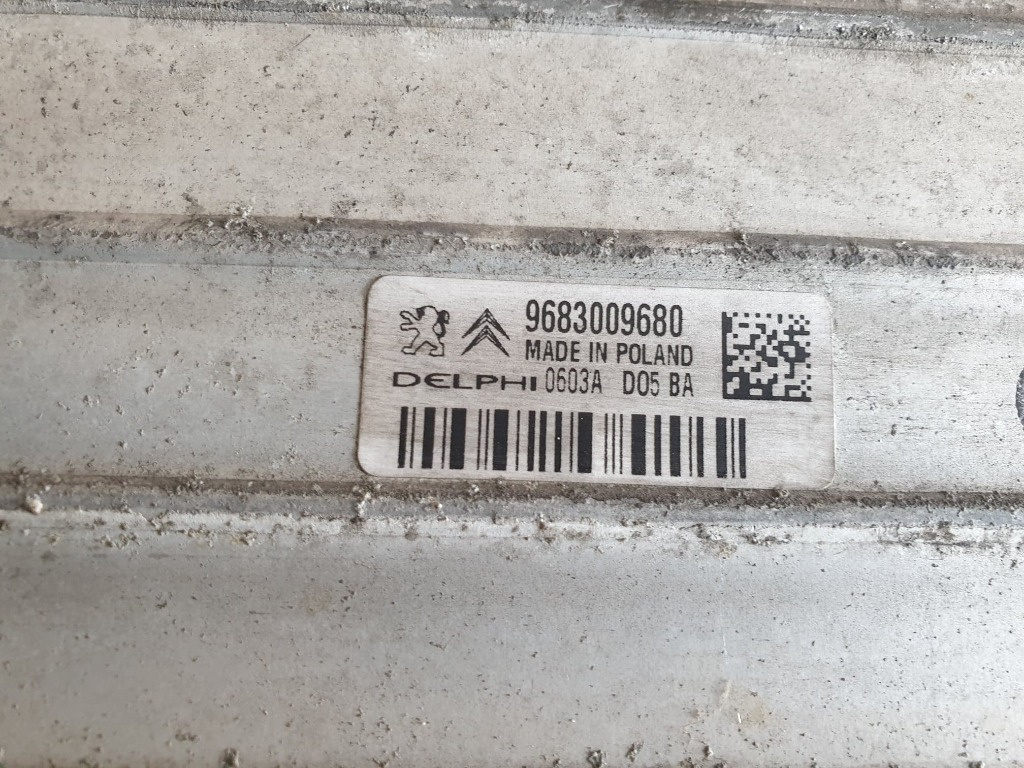 9683009680
MADE IN POLAND
DELPHI 0603A D05 BA